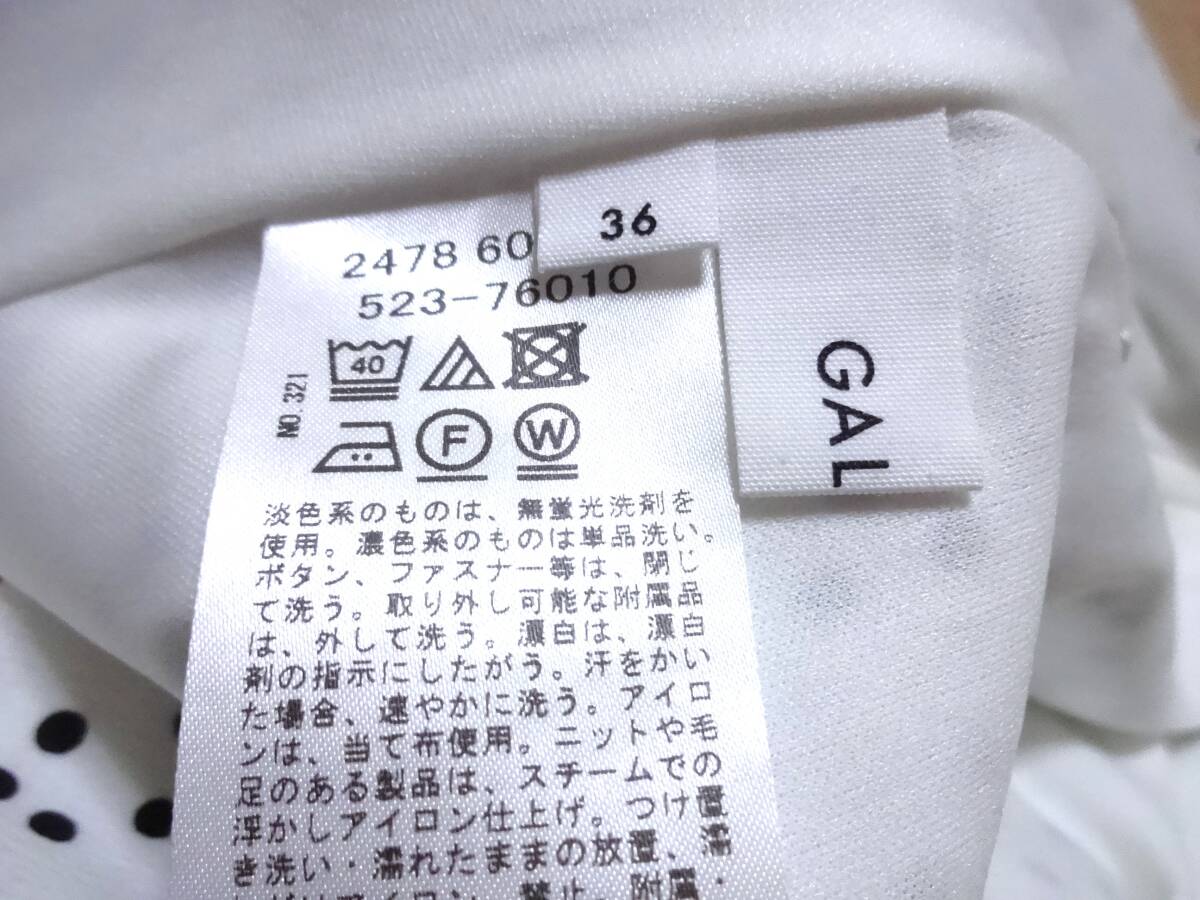 36
GAL
2478 60
523-76010
NO.321
40
F
W
淡色系のものは、無蛍光洗剤を
使用。濃色系のものは単品洗い。
ボタン、ファスナー等は、閉じ
て洗う。取り外し可能な附属品
は、外して洗う。漂白は、漂白
剤の指示にしたがう。汗をかい
た場合、速やかに洗う。アイロ
ンは、当て布使用。ニットや毛
足のある製品は、スチームでの
浮かしアイロン仕上げ。つけ置
き洗い・濡れたままの放置、濡
禁止。附属・